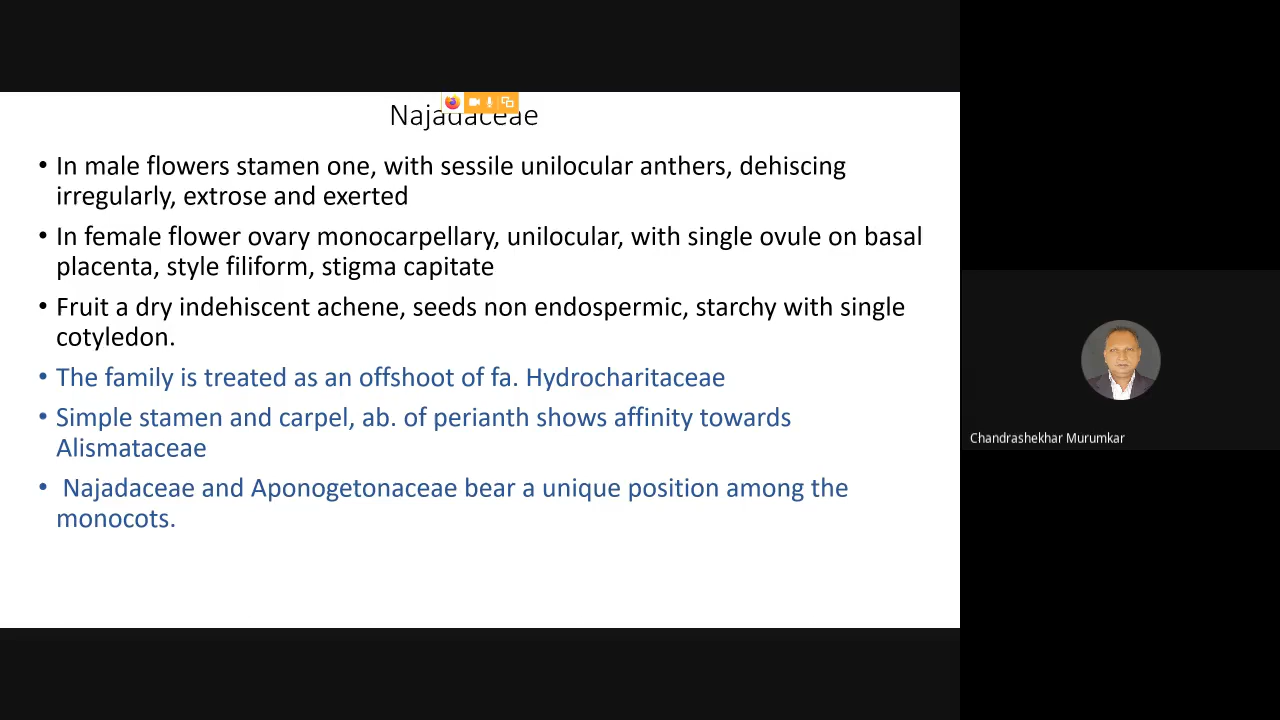 Najadaceae
• In male flowers stamen one, with sessile unilocular anthers, dehiscing
irregularly, extrose and exerted
• In female flower ovary monocarpellary, unilocular, with single ovule on basal
placenta, style filiform, stigma capitate
• Fruit a dry indehiscent achene, seeds non endospermic, starchy with single
cotyledon.
• The family is treated as an offshoot of fa. Hydrocharitaceae
• Simple stamen and carpel, ab. of perianth shows affinity towards
Alismataceae
• Najadaceae and Aponogetonaceae bear a unique position among the
monocots.
Chandrashekhar Murumkar